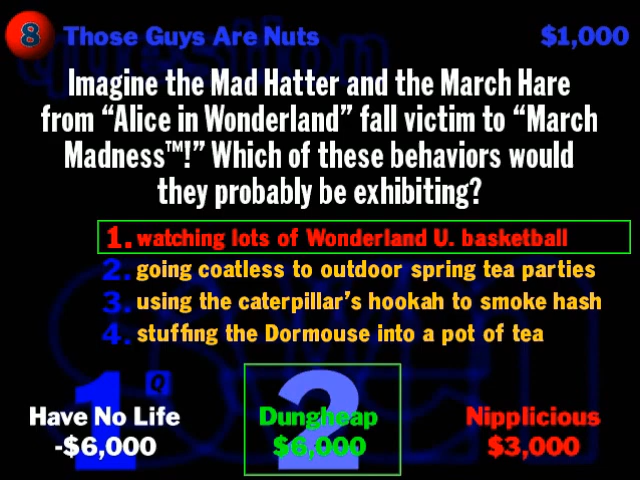 8 Those Guys Are Nuts $1,000
Imagine the Mad Hatter and the March Hare
from “Alice in Wonderland” fall victim to “March
Madness™!” Which of these behaviors would
they probably be exhibiting?
1. watching lots of Wonderland U. basketball
2. going coatless to outdoor spring tea parties
3. using the caterpillar's hookah to smoke hash
4. stuffing the Dormouse into a pot of tea
1 Q 2
Have No Life Dungheap Nipplicious
-$6,000 $6,000 $3,000